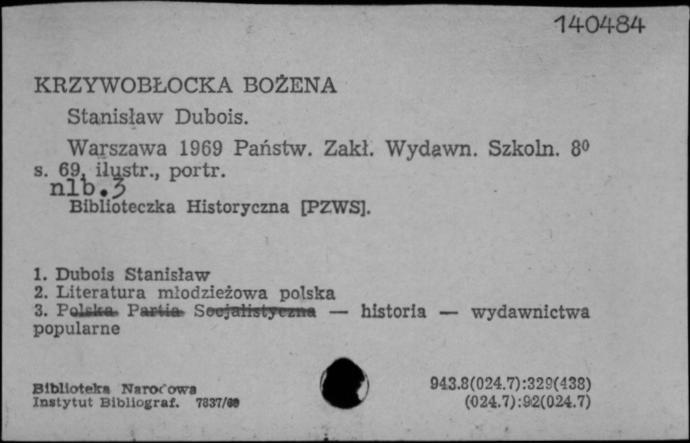 140484
KRZYWOBŁOCKA BOŻENA
Stanisław Dubois.
Warszawa 1969 Państw. Zakł. Wydawn. Szkoln. 8⁰
s. 69, ilustr., portr.
nlb.3
Biblioteczka Historyczna [PZWS].
1. Dubois Stanisław
2. Literatura młodzieżowa polska
3. Polska Partia Socjalistyczna — historia — wydawnictwa
popularne
Biblioteka Narodowa
943.8(024.7):329(438)
Instytut Bibliograf. 7837/69
(024.7):92(024.7)